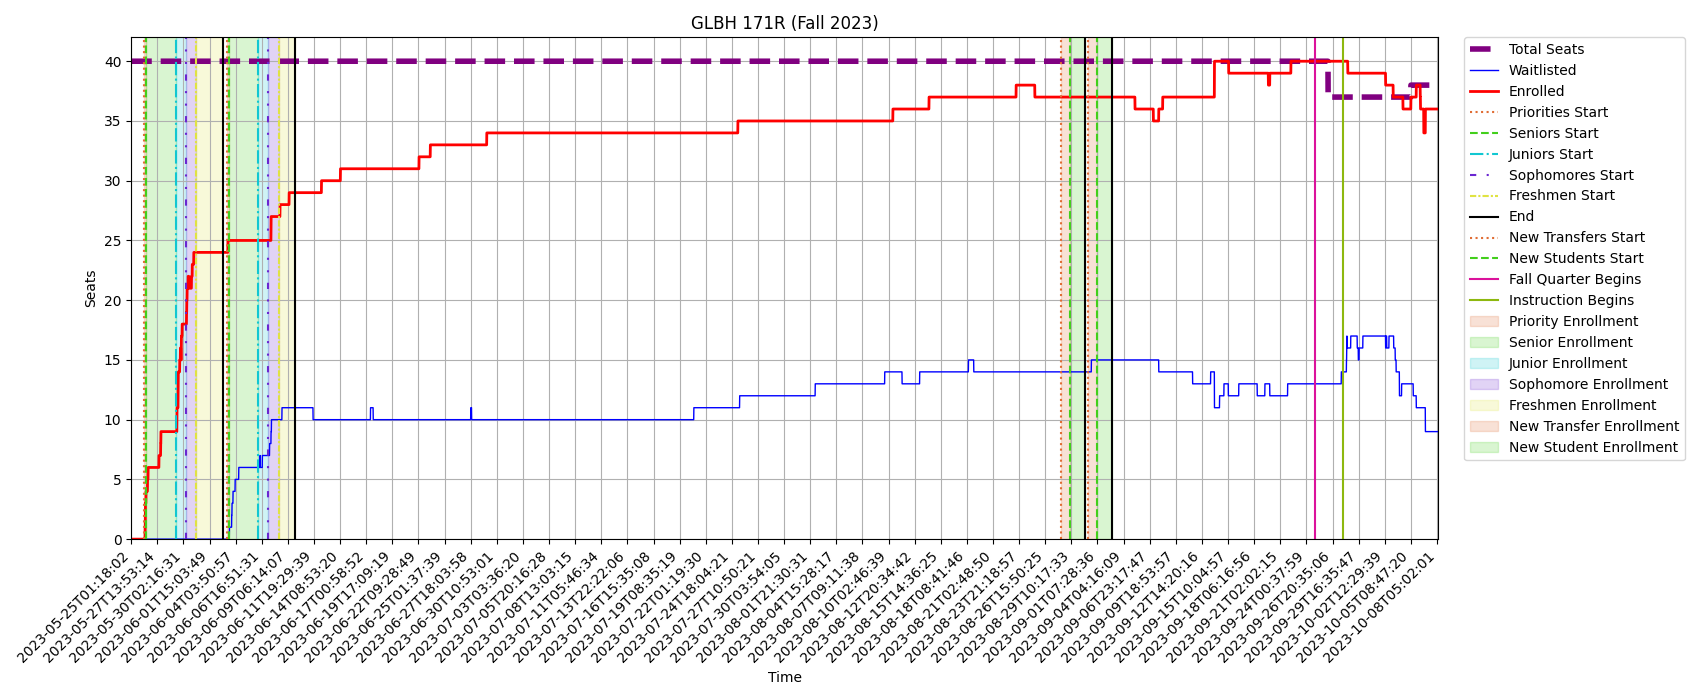 GLBH 171R (Fall 2023)
Seats
40
35
30
25
20
15
10
5
0
2023-05-25T01:18:02
2023-05-27T13:53:14
2023-05-30T02:16:31
2023-06-01T15:03:49
2023-06-04T03:50:57
2023-06-06T16:51:31
2023-06-09T06:14:07
2023-06-11T19:29:39
2023-06-14T08:53:20
2023-06-17T00:58:52
2023-06-19T17:09:19
2023-06-22T09:28:49
2023-06-25T01:37:39
2023-06-27T18:03:58
2023-06-30T10:53:01
2023-07-03T03:36:20
2023-07-05T20:16:28
2023-07-08T13:03:15
2023-07-11T05:46:34
2023-07-13T22:22:06
2023-07-16T15:35:08
2023-07-19T08:35:19
2023-07-22T01:19:30
2023-07-24T18:04:21
2023-07-27T10:50:21
2023-07-30T03:54:05
2023-08-01T21:30:31
2023-08-04T15:28:17
2023-08-07T09:11:38
2023-08-10T02:46:39
2023-08-12T20:34:42
2023-08-15T14:36:25
2023-08-18T08:41:46
2023-08-21T02:48:50
2023-08-23T21:18:57
2023-08-26T15:50:25
2023-08-29T10:17:33
2023-09-01T07:28:36
2023-09-04T04:16:09
2023-09-06T23:17:47
2023-09-09T18:53:57
2023-09-12T14:20:16
2023-09-15T10:04:57
2023-09-18T06:16:56
2023-09-21T02:02:15
2023-09-24T00:37:59
2023-09-26T20:35:06
2023-09-29T16:35:47
2023-10-02T12:29:39
2023-10-05T08:47:20
2023-10-08T05:02:01
Time
Total Seats
Waitlisted
Enrolled
Priorities Start
Seniors Start
Juniors Start
Sophomores Start
Freshmen Start
End
New Transfers Start
New Students Start
Fall Quarter Begins
Instruction Begins
Priority Enrollment
Senior Enrollment
Junior Enrollment
Sophomore Enrollment
Freshmen Enrollment
New Transfer Enrollment
New Student Enrollment